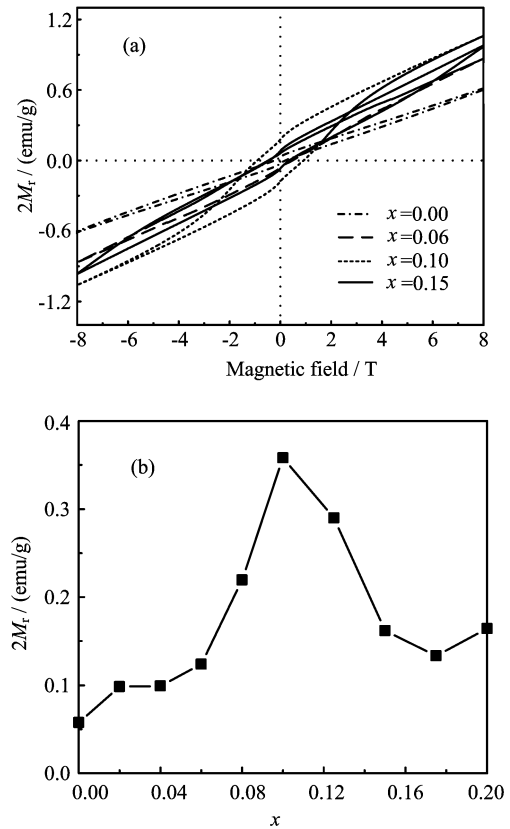 1.2
(a)
0.6
0.0
-0.6
-1.2
2Mr / (emu/g)
x=0.00
x=0.06
x=0.10
x=0.15
-8 -6 -4 -2 0 2 4 6 8
Magnetic field / T
0.4
(b)
0.3
0.2
0.1
0.0
2Mr / (emu/g)
0.00 0.04 0.08 0.12 0.16 0.20
x